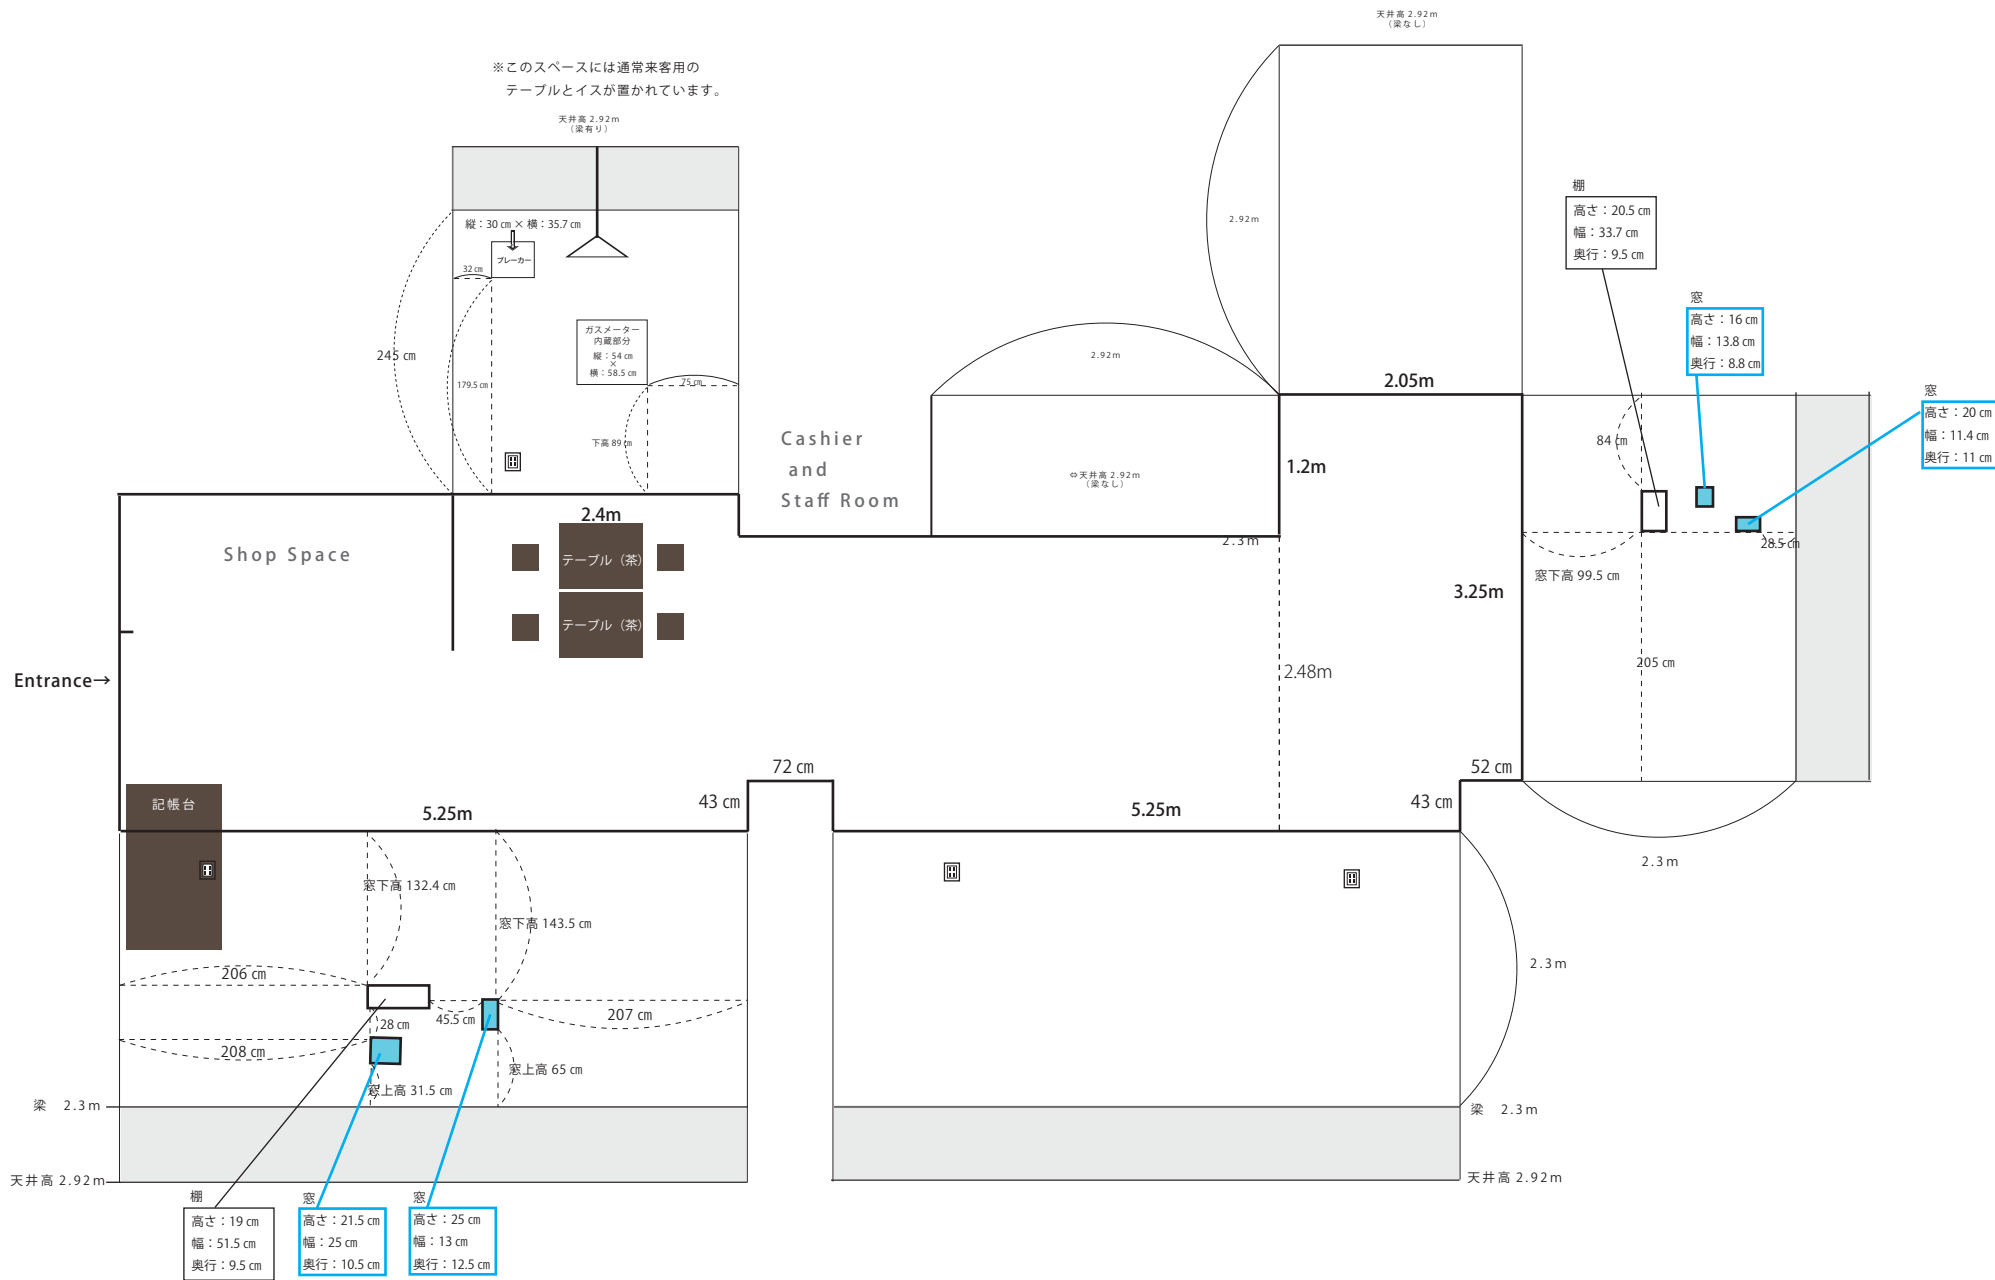 天井高 2.92m
（梁なし）
※このスペースには通常来客用の
テーブルとイスが置かれています。
天井高 2.92m
（梁有り）
縦：30 ㎝ × 横：35.7 ㎝
ブレーカー
32 ㎝
245 ㎝
179.5 ㎝
ガスメーター
内蔵部分
縦：54 ㎝
×
横：58.5 ㎝
75 ㎝
下高 89 ㎝
Cashier
and
Staff Room
2.92m
2.92m
⇔天井高 2.92m
（梁なし）
2.05m
1.2m
2.3m
3.25m
2.48m
棚
高さ：20.5 ㎝
幅：33.7 ㎝
奥行：9.5 ㎝
窓
高さ：16 ㎝
幅：13.8 ㎝
奥行：8.8 ㎝
窓
高さ：20 ㎝
幅：11.4 ㎝
奥行：11 ㎝
84 ㎝
28.5 ㎝
窓下高 99.5 ㎝
205 ㎝
2.3m
2.4m
テーブル（茶）
テーブル（茶）
Shop Space
Entrance→
記帳台
5.25m
72 ㎝
43 ㎝
5.25m
43 ㎝
52 ㎝
窓下高 132.4 ㎝
窓下高 143.5 ㎝
206 ㎝
28 ㎝
45.5 ㎝
207 ㎝
208 ㎝
窓上高 31.5 ㎝
窓上高 65 ㎝
2.3m
梁 2.3m
梁 2.3m
天井高 2.92m
天井高 2.92m
棚
高さ：19 ㎝
幅：51.5 ㎝
奥行：9.5 ㎝
窓
高さ：21.5 ㎝
幅：25 ㎝
奥行：10.5 ㎝
窓
高さ：25 ㎝
幅：13 ㎝
奥行：12.5 ㎝